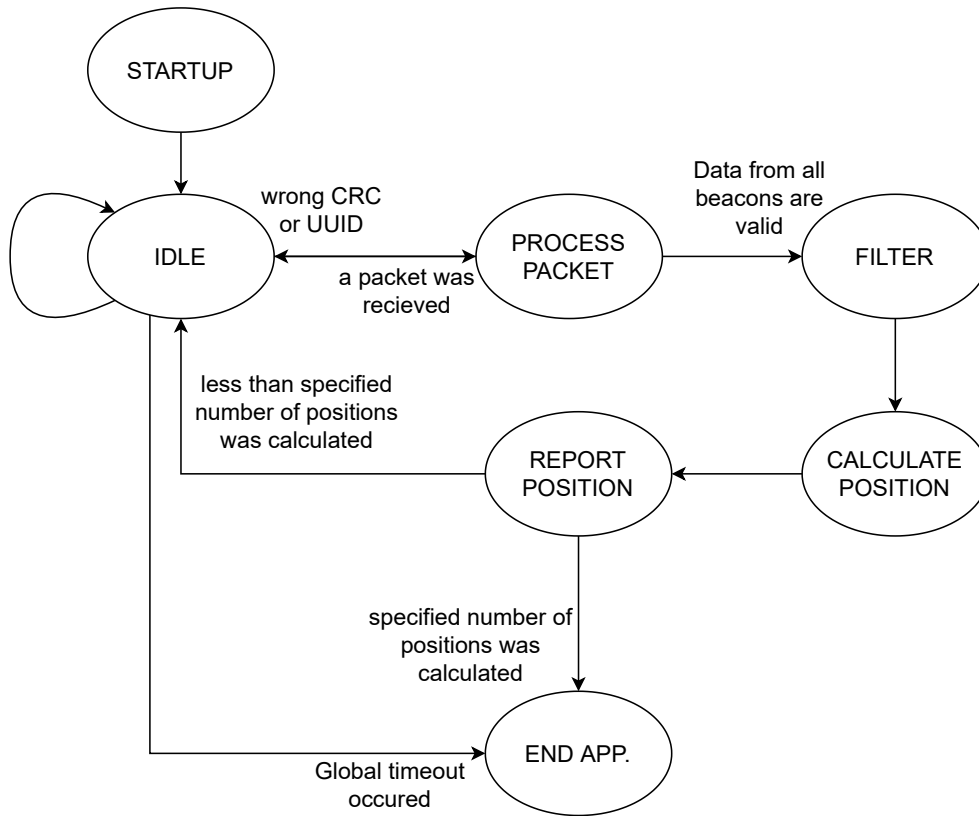 STARTUP
wrong CRC
or UUID
IDLE
a packet was
recieved
PROCESS
PACKET
Data from all
beacons are
valid
FILTER
less than specified
number of positions
was calculated
REPORT
POSITION
CALCULATE
POSITION
specified number of
positions was
calculated
Global timeout
occured
END APP.